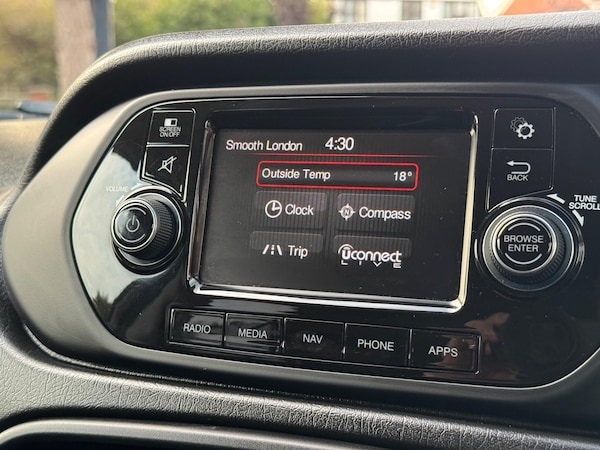 SCREEN
ON/OFF
Smooth London 4:30
Outside Temp 18°
Clock
Compass
Trip
uconnect
LIVE
VOLUME
BACK
TUNE
SCROLL
BROWSE
ENTER
RADIO
MEDIA
NAV
PHONE
APPS